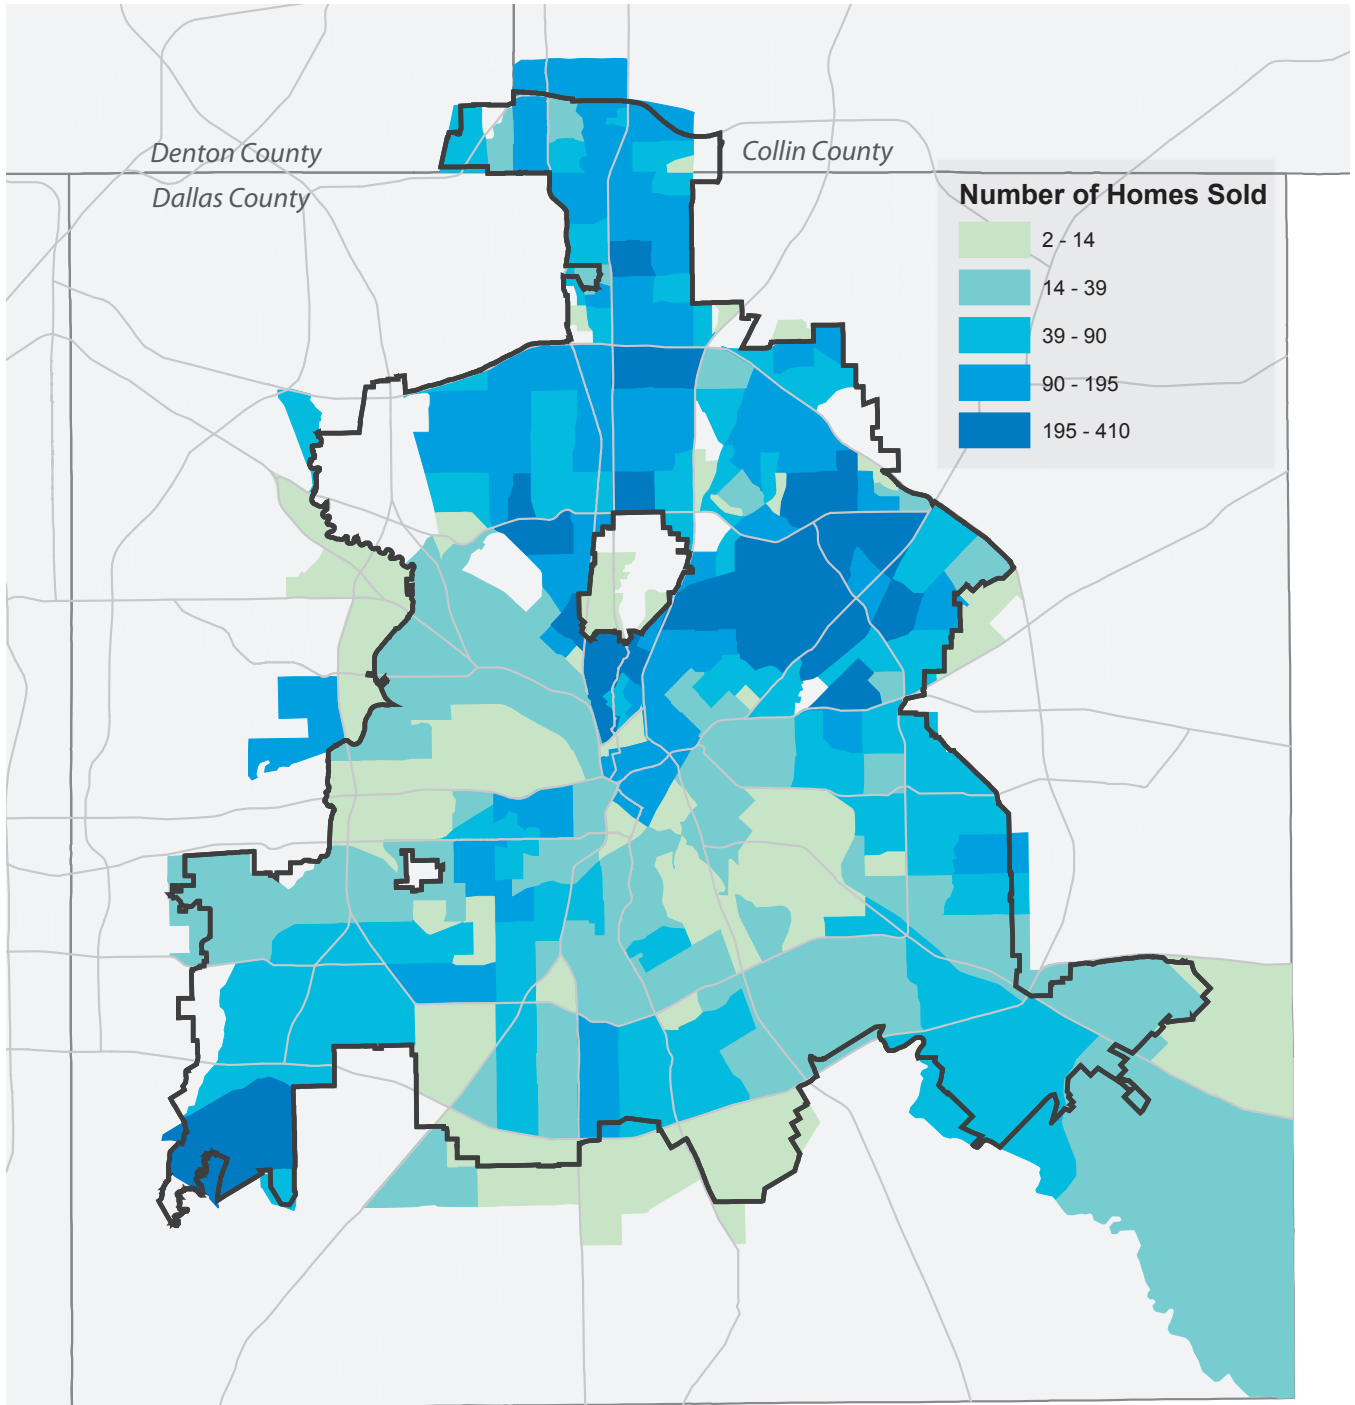 Denton County
Collin County
Dallas County
Number of Homes Sold
2 - 14
14 - 39
39 - 90
90 - 195
195 - 410